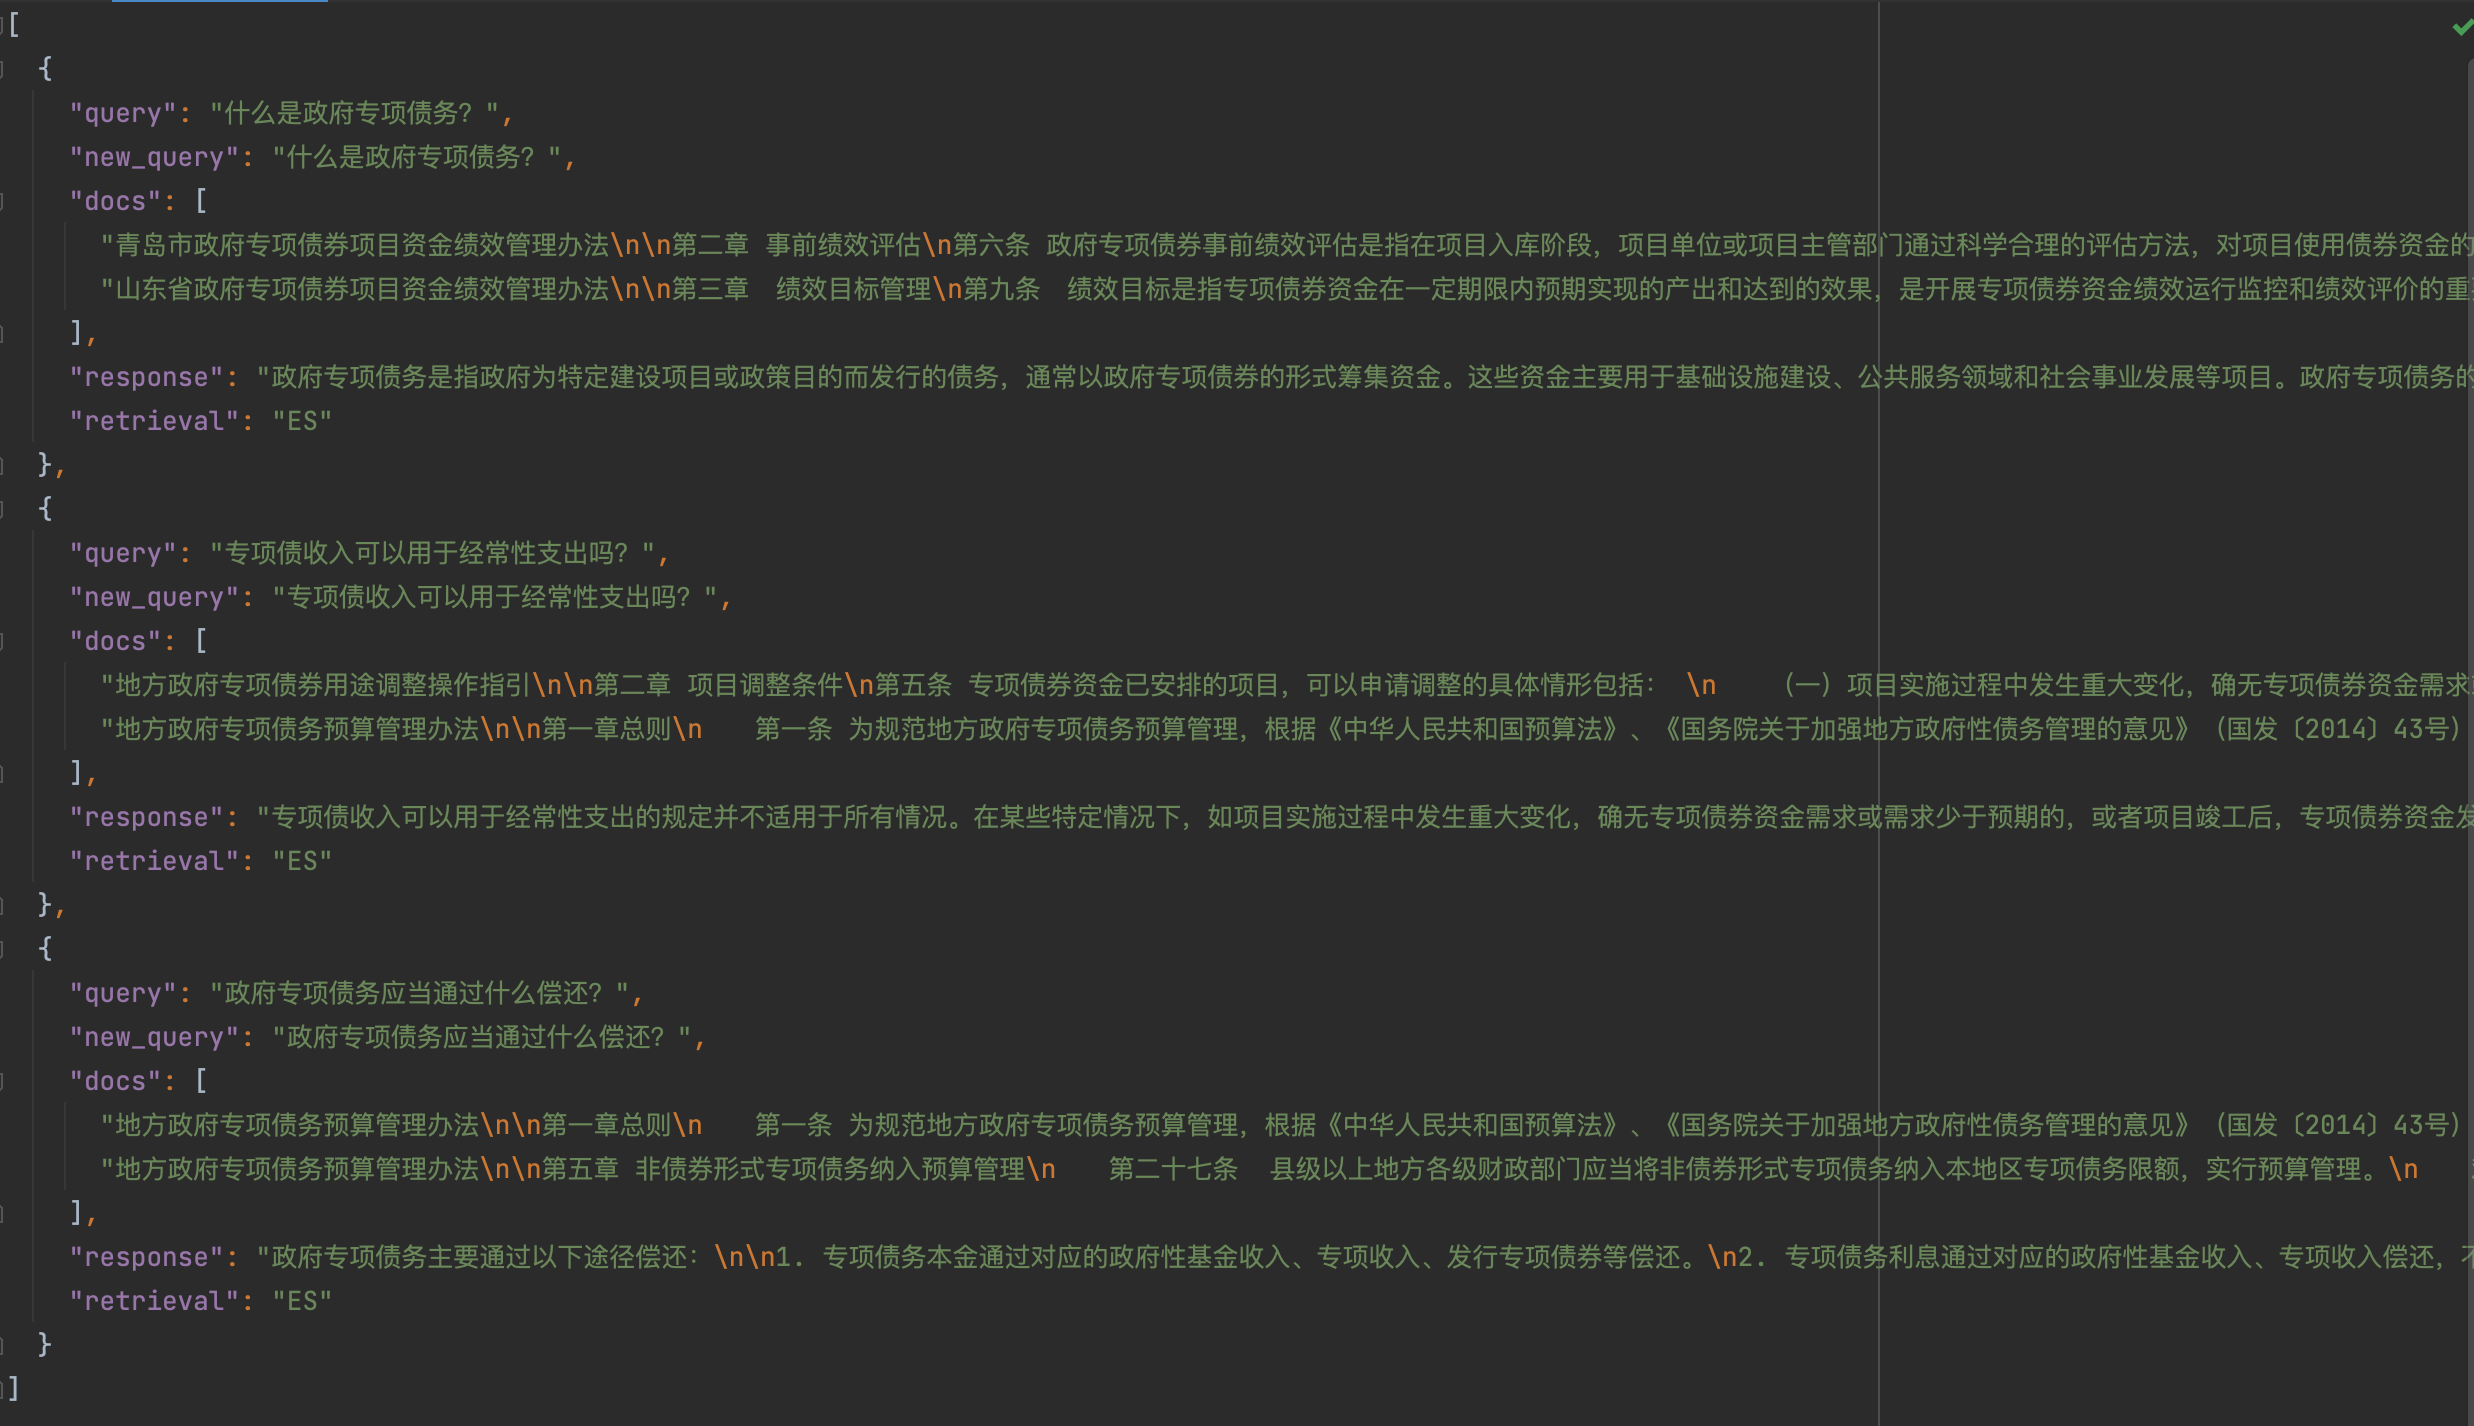 [
{
"query": "什么是政府专项债务？",
"new_query": "什么是政府专项债务？",
"docs": [
"青岛市政府专项债券项目资金绩效管理办法\n\n第二章 事前绩效评估\n第六条 政府专项债券事前绩效评估是指在项目入库阶段，项目单位或项目主管部门通过科学合理的评估方法，对项目使用债券资金的
"山东省政府专项债券项目资金绩效管理办法\n\n第三章  绩效目标管理\n第九条  绩效目标是指专项债券资金在一定期限内预期实现的产出和达到的效果，是开展专项债券资金绩效运行监控和绩效评价的重
],
"response": "政府专项债务是指政府为特定建设项目或政策目的而发行的债务，通常以政府专项债券的形式筹集资金。这些资金主要用于基础设施建设、公共服务领域和社会事业发展等项目。政府专项债务的
"retrieval": "ES"
},
{
"query": "专项债收入可以用于经常性支出吗？",
"new_query": "专项债收入可以用于经常性支出吗？",
"docs": [
"地方政府专项债券用途调整操作指引\n\n第二章 项目调整条件\n第五条 专项债券资金已安排的项目，可以申请调整的具体情形包括： \n    （一）项目实施过程中发生重大变化，确无专项债券资金需求
"地方政府专项债务预算管理办法\n\n第一章总则\n    第一条 为规范地方政府专项债务预算管理，根据《中华人民共和国预算法》、《国务院关于加强地方政府性债务管理的意见》（国发〔2014〕43号）
],
"response": "专项债收入可以用于经常性支出的规定并不适用于所有情况。在某些特定情况下，如项目实施过程中发生重大变化，确无专项债券资金需求或需求少于预期的，或者项目竣工后，专项债券资金发
"retrieval": "ES"
},
{
"query": "政府专项债务应当通过什么偿还？",
"new_query": "政府专项债务应当通过什么偿还？",
"docs": [
"地方政府专项债务预算管理办法\n\n第一章总则\n    第一条 为规范地方政府专项债务预算管理，根据《中华人民共和国预算法》、《国务院关于加强地方政府性债务管理的意见》（国发〔2014〕43号）
"地方政府专项债务预算管理办法\n\n第五章 非债券形式专项债务纳入预算管理\n    第二十七条  县级以上地方各级财政部门应当将非债券形式专项债务纳入本地区专项债务限额，实行预算管理。\n
],
"response": "政府专项债务主要通过以下途径偿还：\n\n1. 专项债务本金通过对应的政府性基金收入、专项收入、发行专项债券等偿还。\n2. 专项债务利息通过对应的政府性基金收入、专项收入偿还，不
"retrieval": "ES"
}
]